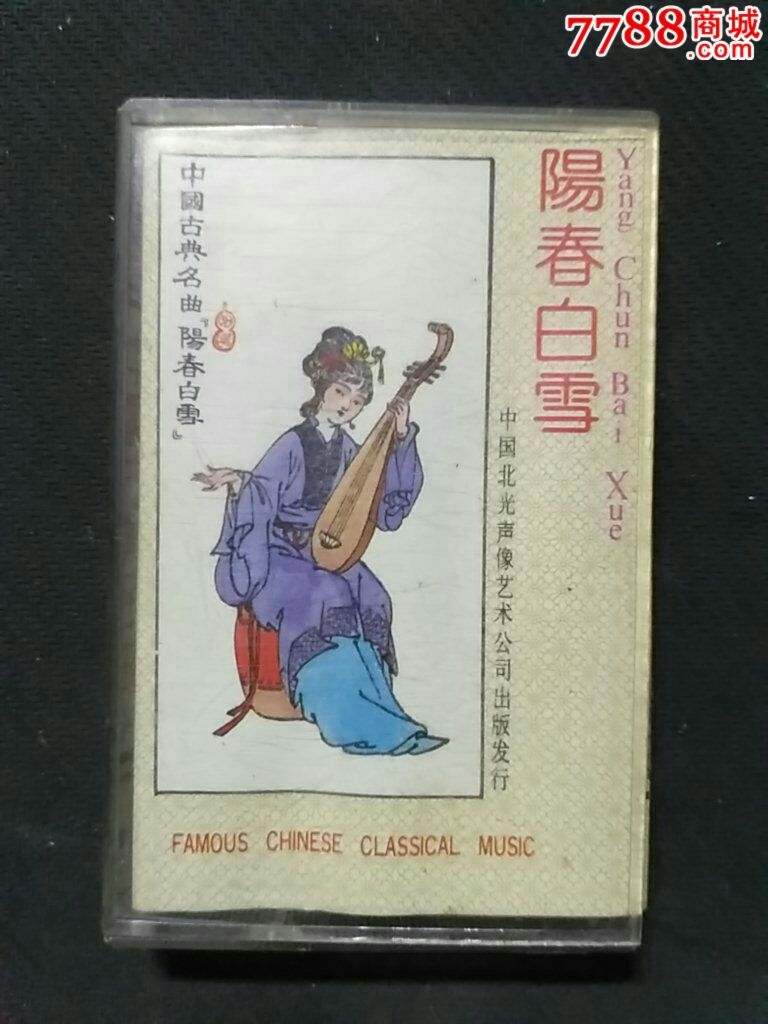 7788商城
.com
陽春白雪
Yang Chun Bai Xue
中國古典名曲『陽春白雪』
中国北光声像艺术公司出版发行
FAMOUS CHINESE CLASSICAL MUSIC